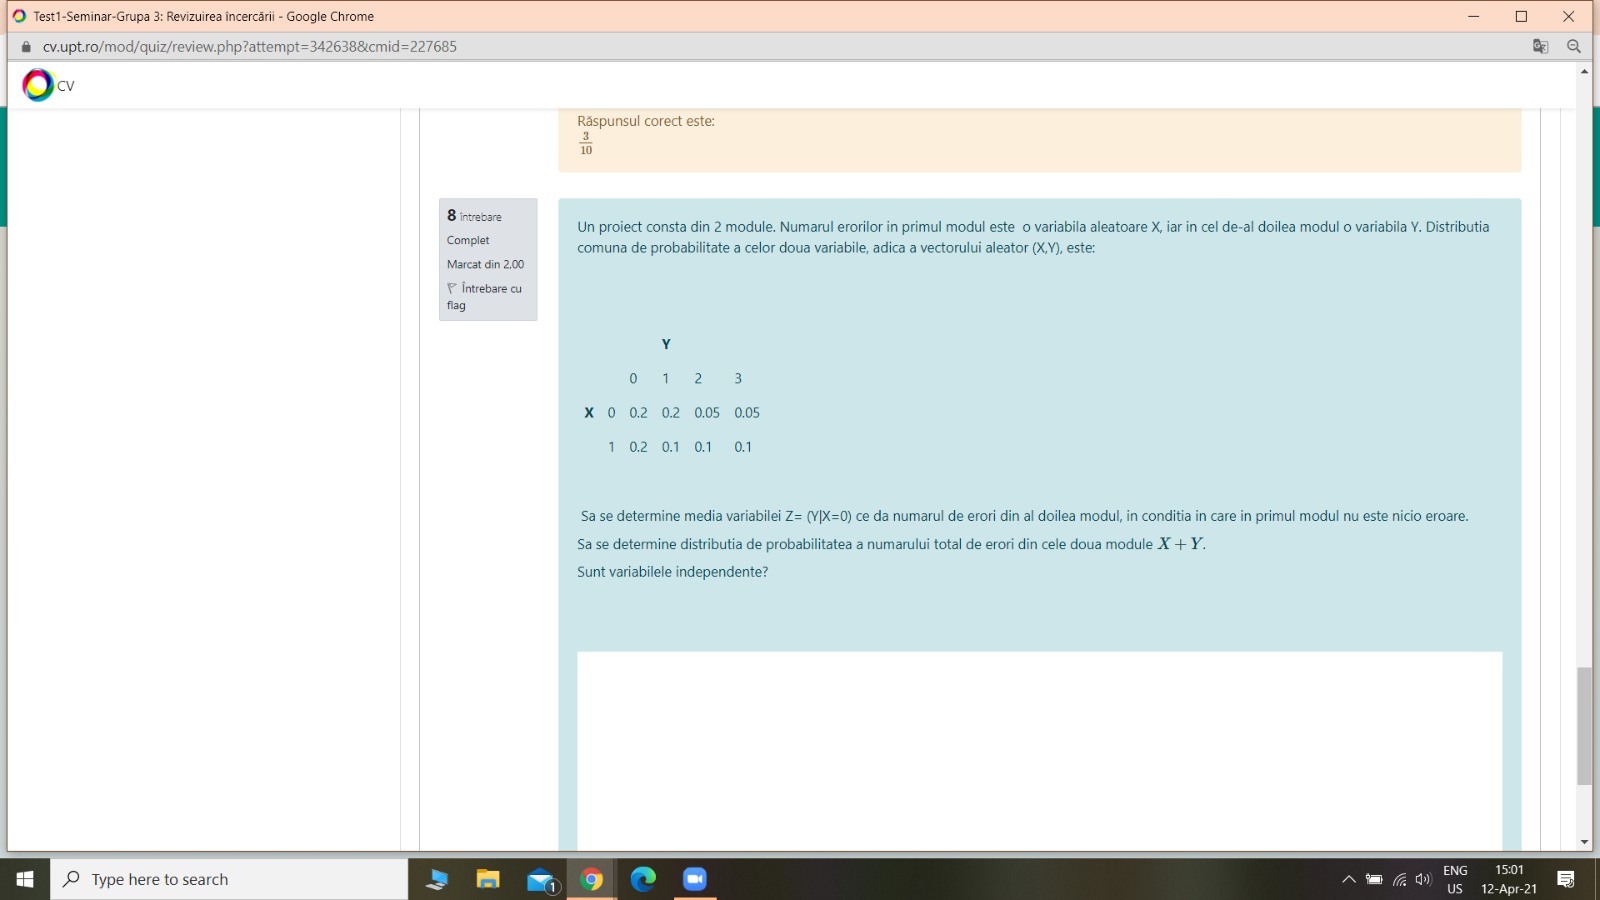 Test1-Seminar-Grupa 3: Revizuirea încercării - Google Chrome
cv.upt.ro/mod/quiz/review.php?attempt=342638&cmid=227685
CV
Răspunsul corect este:
3
10
8 întrebare
Complet
Marcat din 2,00
Întrebare cu
flag
Un proiect consta din 2 module. Numarul erorilor in primul modul este o variabila aleatoare X, iar in cel de-al doilea modul o variabila Y. Distributia
comuna de probabilitate a celor doua variabile, adica a vectorului aleator (X,Y), este:
Y
0 1 2 3
X 0 0.2 0.2 0.05 0.05
1 0.2 0.1 0.1 0.1
Sa se determine media variabilei Z= (Y|X=0) ce da numarul de erori din al doilea modul, in conditia in care in primul modul nu este nicio eroare.
Sa se determine distributia de probabilitatea a numarului total de erori din cele doua module X + Y.
Sunt variabilele independente?
Type here to search
1
ENG
US
15:01
12-Apr-21